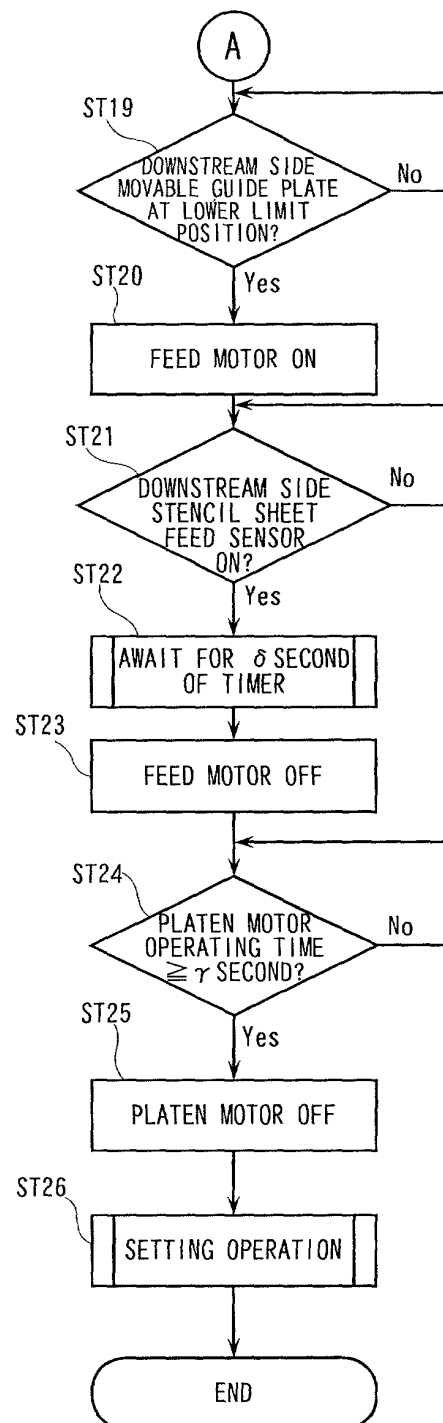 A
ST19
DOWNSTREAM SIDE
MOVABLE GUIDE PLATE
AT LOWER LIMIT
POSITION?
No
Yes
ST20
FEED MOTOR ON
ST21
DOWNSTREAM SIDE
STENCIL SHEET
FEED SENSOR
ON?
No
Yes
ST22
AWAIT FOR δ SECOND
OF TIMER
ST23
FEED MOTOR OFF
ST24
PLATEN MOTOR
OPERATING TIME
≧ γ SECOND?
No
Yes
ST25
PLATEN MOTOR OFF
ST26
SETTING OPERATION
END